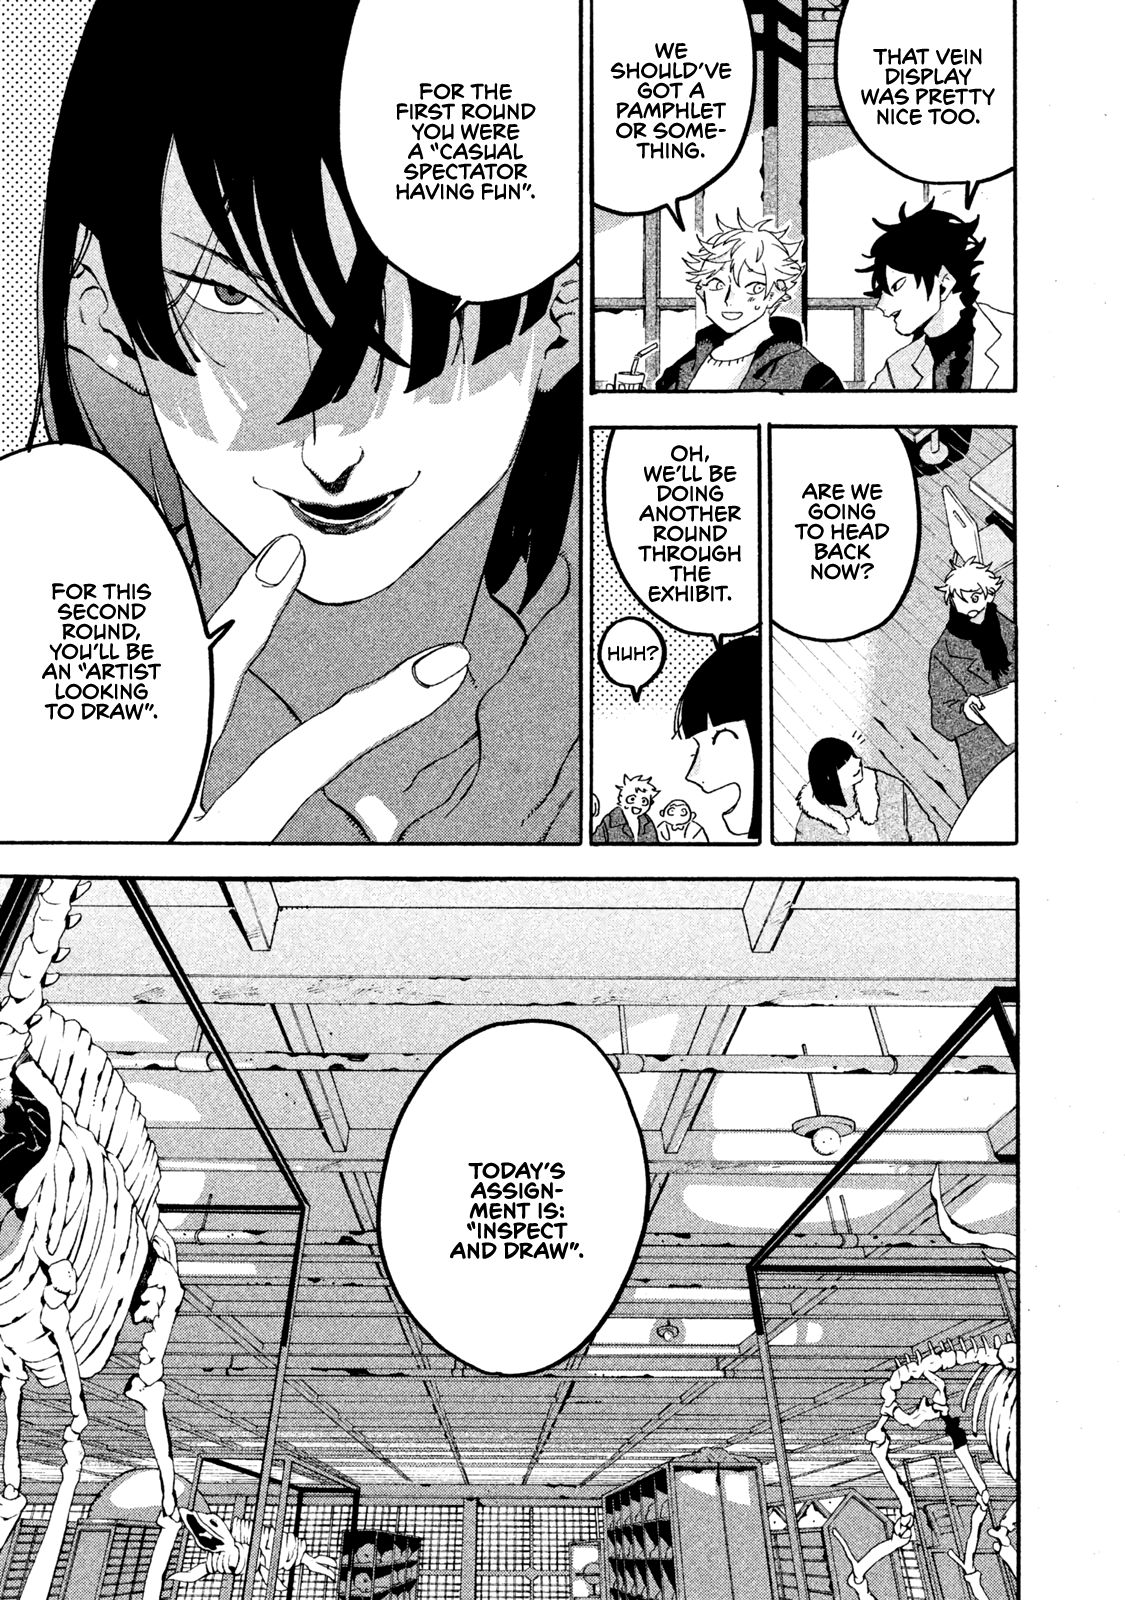 THAT VEIN
DISPLAY
WAS PRETTY
NICE TOO.
WE
SHOULD'VE
GOT A
PAMPHLET
OR SOME-
THING.
ARE WE
GOING
TO HEAD
BACK
NOW?
OH,
WE'LL BE
DOING
ANOTHER
ROUND
THROUGH
THE
EXHIBIT.
HUH?
FOR THE
FIRST ROUND
YOU WERE
A "CASUAL
SPECTATOR
HAVING FUN".
FOR THIS
SECOND
ROUND,
YOU'LL BE
AN "ARTIST
LOOKING
TO DRAW".
TODAY'S
ASSIGN-
MENT IS:
"INSPECT
AND DRAW".